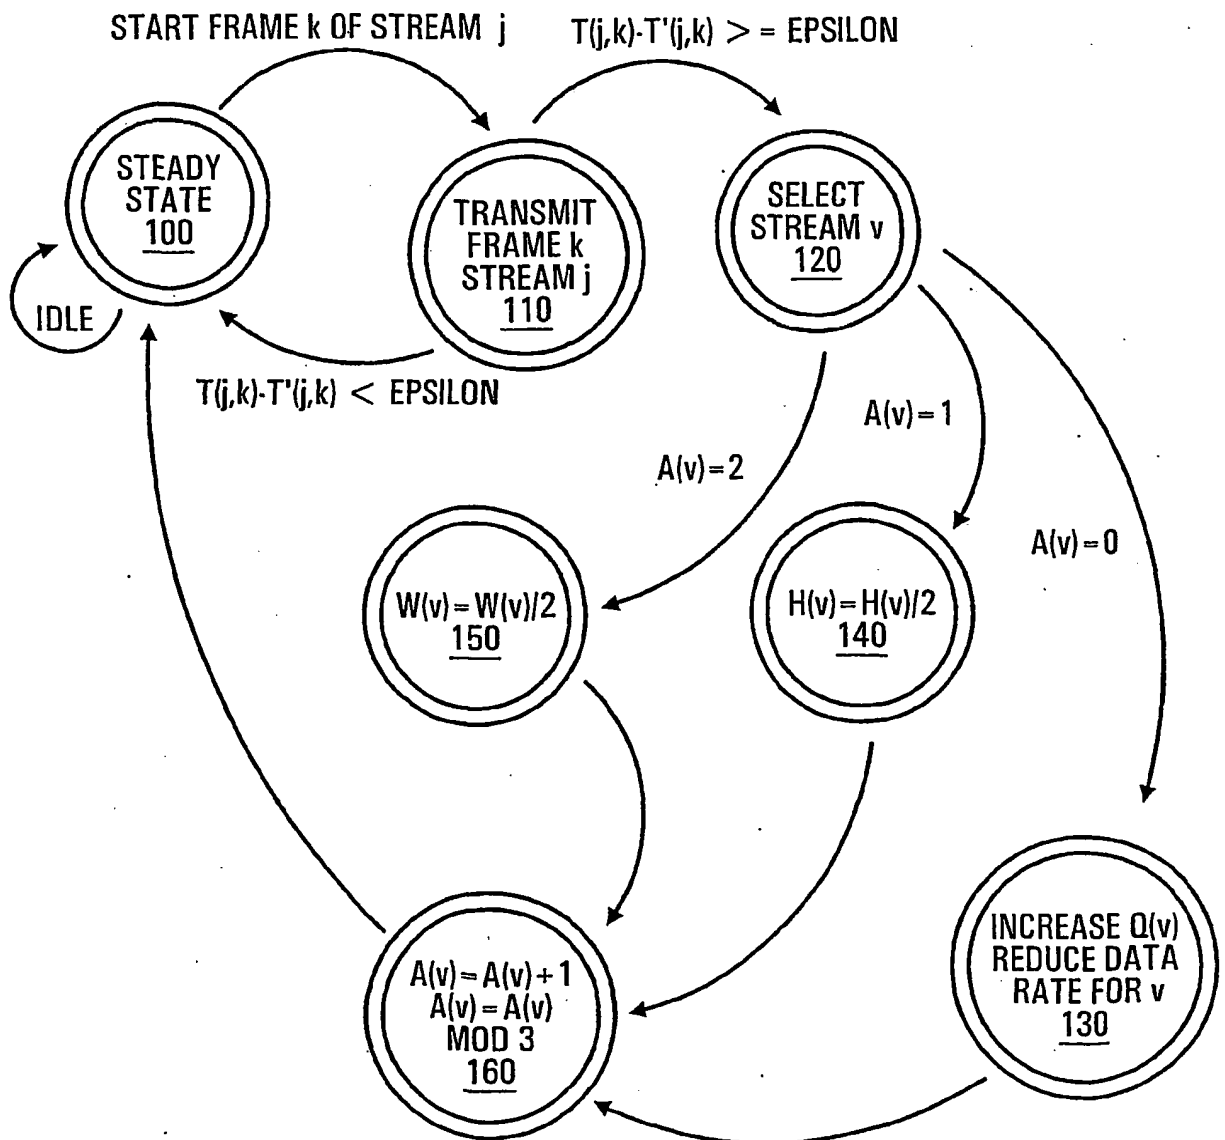 START FRAME k OF STREAM j
T(j,k)-T'(j,k) > = EPSILON
STEADY
STATE
100
TRANSMIT
FRAME k
STREAM j
110
SELECT
STREAM v
120
IDLE
T(j,k)-T'(j,k) < EPSILON
A(v)=1
A(v)=2
A(v)=0
W(v)=W(v)/2
150
H(v)=H(v)/2
140
A(v)=A(v)+1
A(v)=A(v)
MOD 3
160
INCREASE Q(v)
REDUCE DATA
RATE FOR v
130